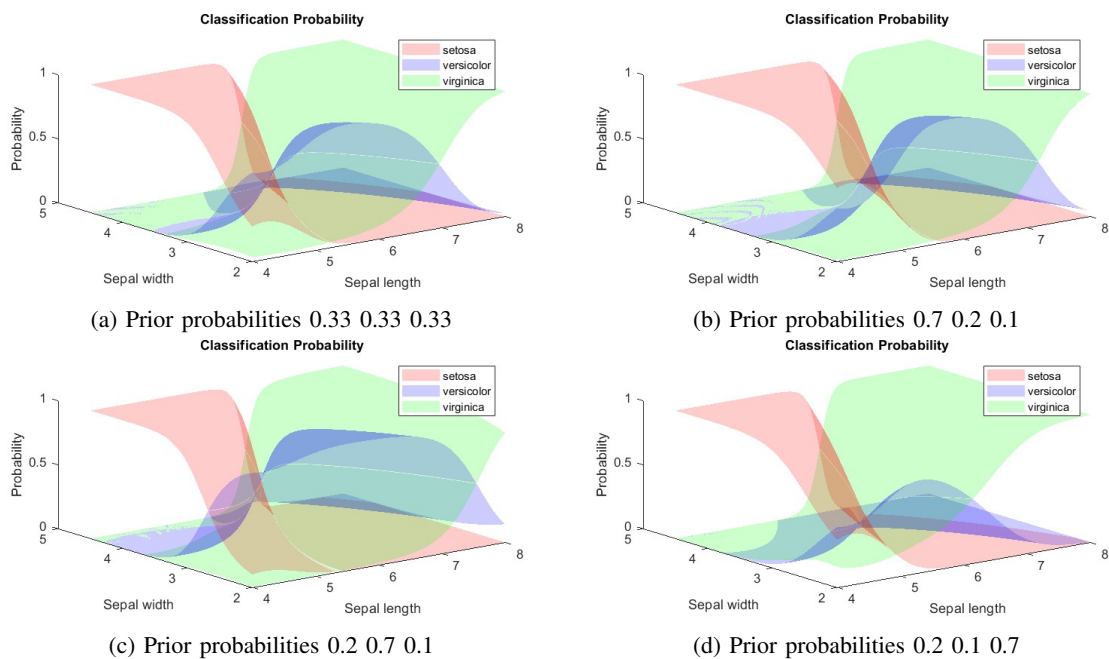 Classification Probability
setosa
versicolor
virginica
1
0.5
0
Probability
5
4
3
2
Sepal width
4
5
6
7
8
Sepal length
(a) Prior probabilities 0.33 0.33 0.33
Classification Probability
setosa
versicolor
virginica
1
0.5
0
Probability
5
4
3
2
Sepal width
4
5
6
7
8
Sepal length
(b) Prior probabilities 0.7 0.2 0.1
Classification Probability
setosa
versicolor
virginica
1
0.5
0
Probability
5
4
3
2
Sepal width
4
5
6
7
8
Sepal length
(c) Prior probabilities 0.2 0.7 0.1
Classification Probability
setosa
versicolor
virginica
1
0.5
0
Probability
5
4
3
2
Sepal width
4
5
6
7
8
Sepal length
(d) Prior probabilities 0.2 0.1 0.7